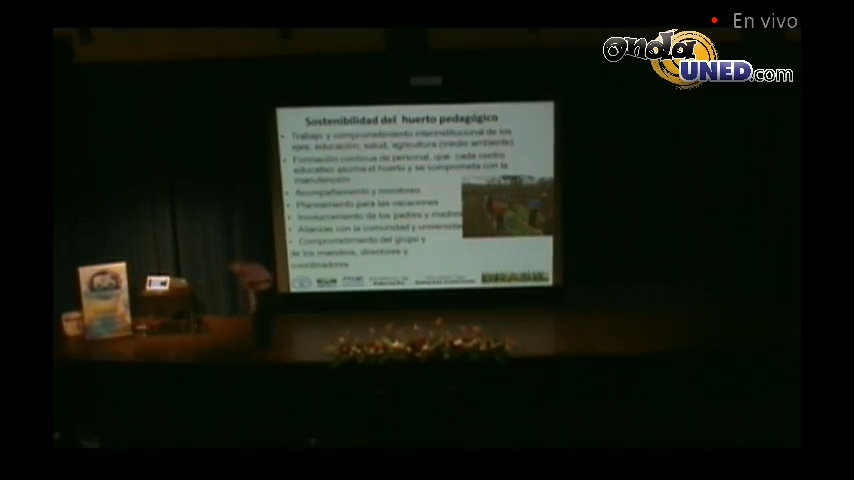 En vivo
onda
UNED.com
Sostenibilidad del huerto pedagógico
• Trabajo y comprometimiento interinstitucional de los
ejes, educación, salud, agricultura (medio ambiente)
• Formación continua de personal, que cada centro
educativo asuma el huerto y se comprometa con la
manutención
• Acompañamiento y monitoreo
• Planeamiento para las vacaciones
• Involucramiento de los padres y madres
• Alianzas con la comunidad y
• Comprometimiento del grupo y
de los maestros, directores y
coordinadores
Educação